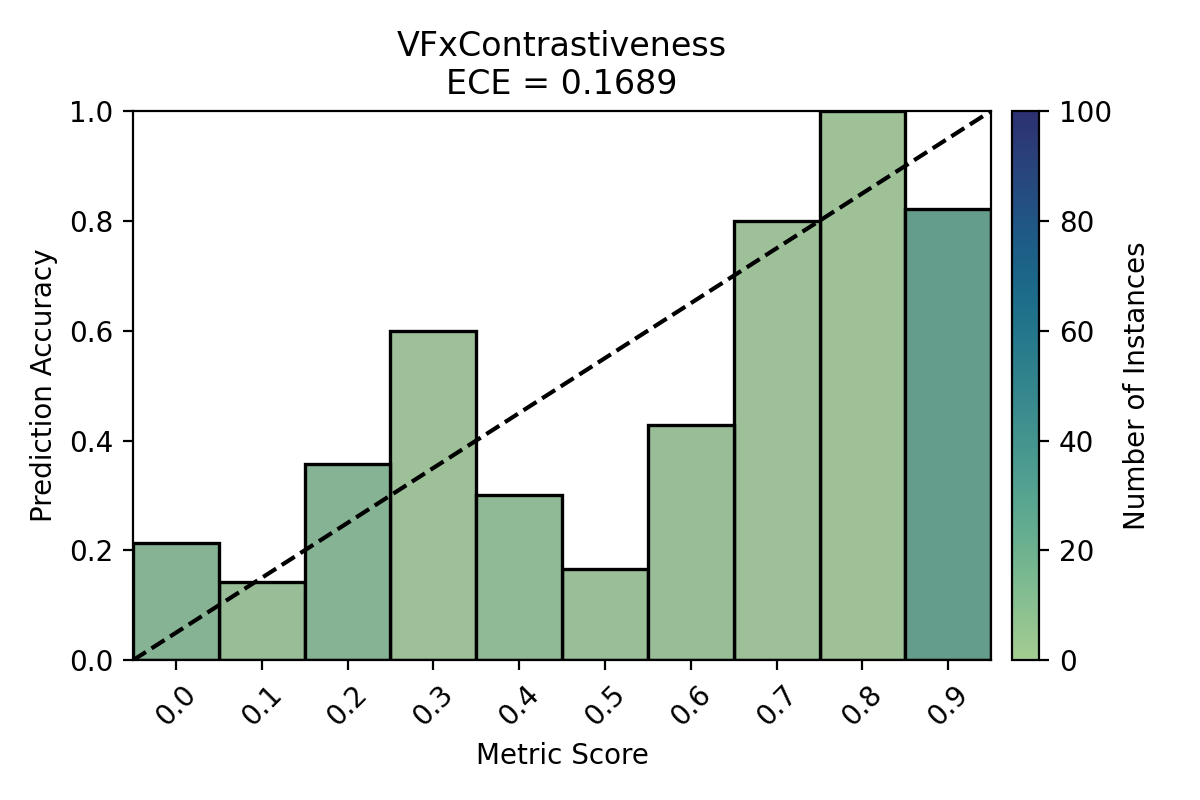 VFxContrastiveness
ECE = 0.1689
Prediction Accuracy
1.0
0.8
0.6
0.4
0.2
0.0
0.0 0.1 0.2 0.3 0.4 0.5 0.6 0.7 0.8 0.9
Metric Score
100
80
60
40
20
0
Number of Instances